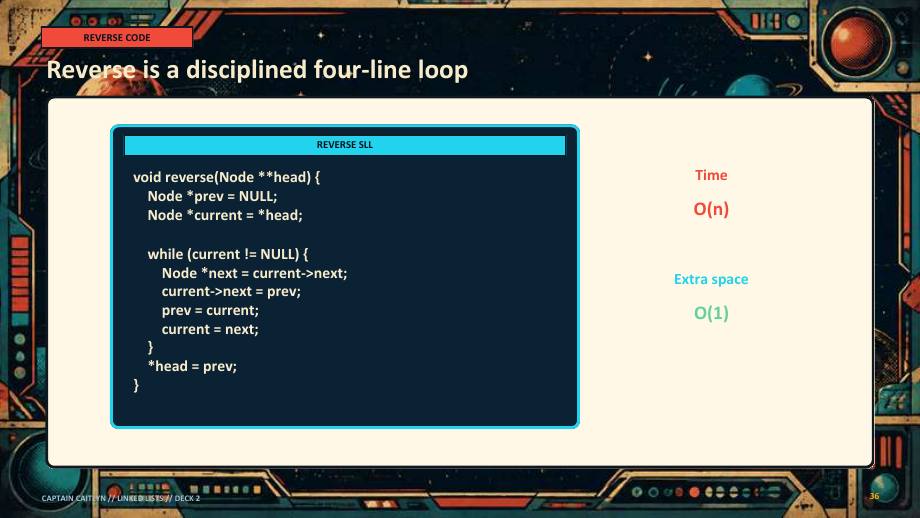 REVERSE CODE
Reverse is a disciplined four-line loop
REVERSE SLL
void reverse(Node **head) {
    Node *prev = NULL;
    Node *current = *head;

    while (current != NULL) {
        Node *next = current->next;
        current->next = prev;
        prev = current;
        current = next;
    }
    *head = prev;
}
Time
O(n)
Extra space
O(1)
CAPTAIN CAITLYN // LINKED LISTS // DECK 2
36